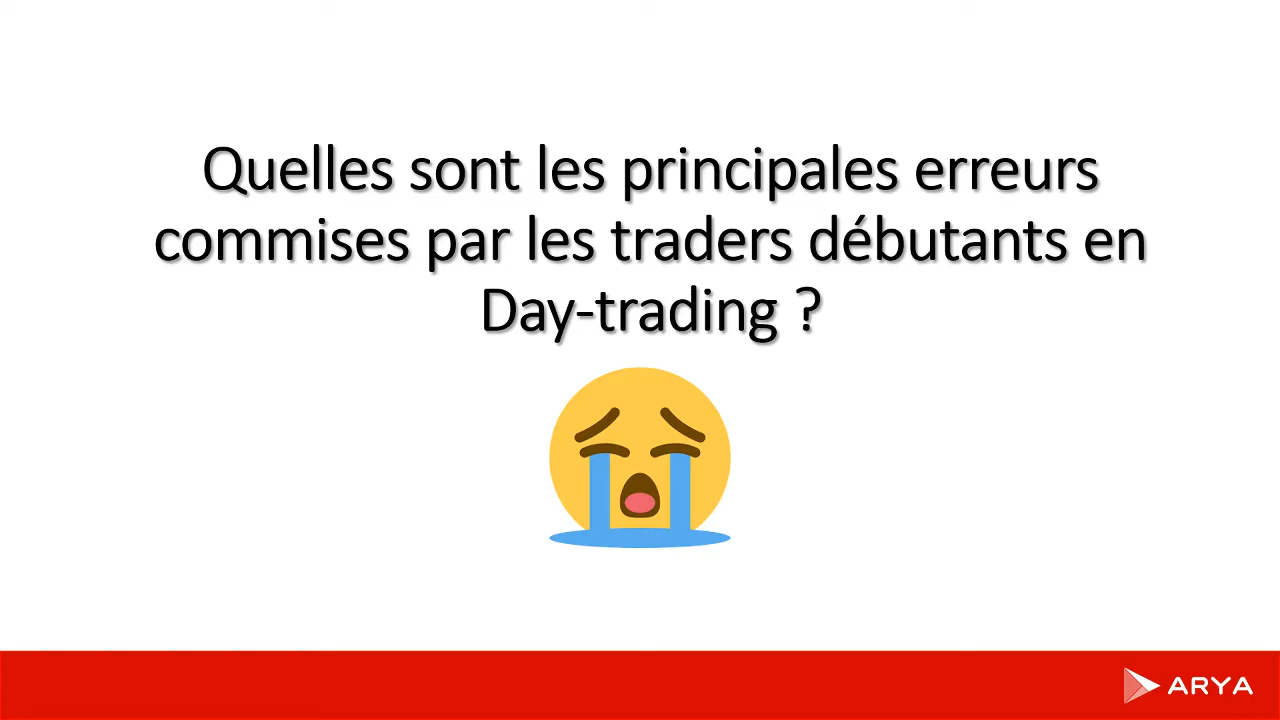 Quelles sont les principales erreurs
commises par les traders débutants en
Day-trading ?
ARYA